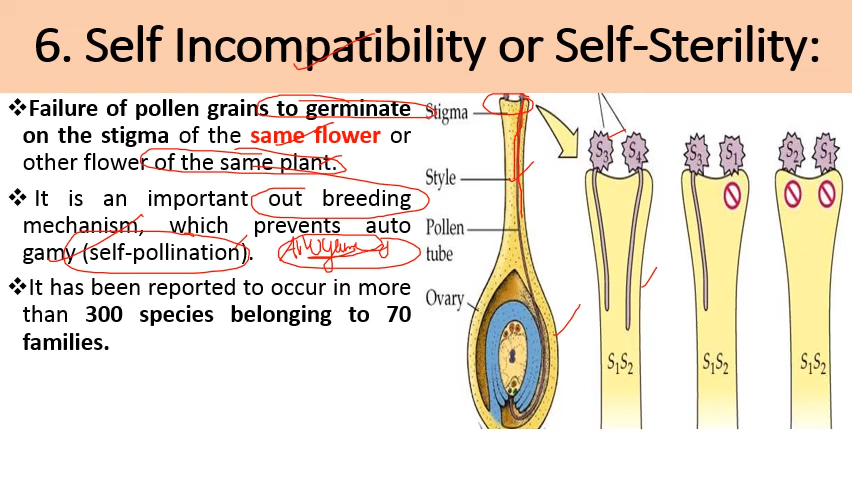 6. Self Incompatibility or Self-Sterility:
❖Failure of pollen grains to germinate
on the stigma of the same flower or
other flower of the same plant.
❖ It is an important out breeding
mechanism, which prevents auto
gamy (self-pollination).
❖It has been reported to occur in more
than 300 species belonging to 70
families.
Stigma
Style
Pollen
tube
Ovary
S3 S4
S3 S1
S2 S1
S1S2
S1S2
S1S2